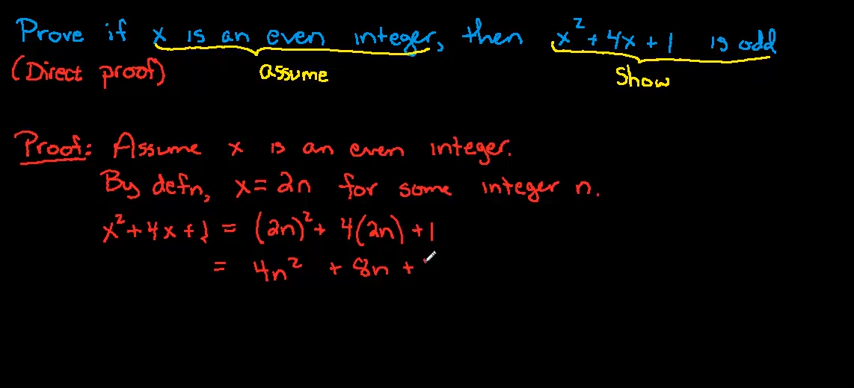 Prove if x is an even integer, then x² + 4x + 1 is odd
(Direct proof) assume show
Proof: Assume x is an even integer.
By defn, x = 2n for some integer n.
x² + 4x + 1 = (2n)² + 4(2n) + 1
= 4n² + 8n +